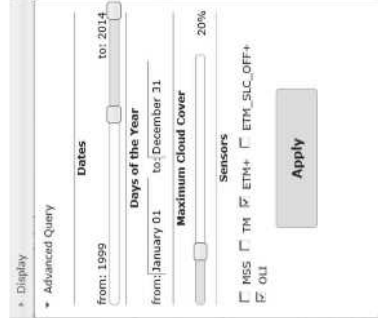 Display
Advanced Query
Dates
from: 1999 to: 2014
Days of the Year
from: January 01 to: December 31
Maximum Cloud Cover
20%
Sensors
MSS TM ETM+ ETM_SLC_OFF+
OLI
Apply